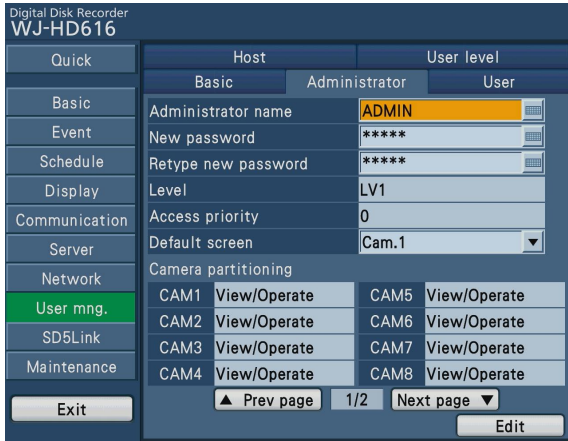 Digital Disk Recorder
WJ-HD616
Quick
Basic
Event
Schedule
Display
Communication
Server
Network
User mng.
SD5Link
Maintenance
Exit
Host User level
Basic Administrator User
Administrator name ADMIN
New password *****
Retype new password *****
Level LV1
Access priority 0
Default screen Cam.1 ▼
Camera partitioning
CAM1 View/Operate CAM5 View/Operate
CAM2 View/Operate CAM6 View/Operate
CAM3 View/Operate CAM7 View/Operate
CAM4 View/Operate CAM8 View/Operate
▲ Prev page 1/2 Next page ▼
Edit